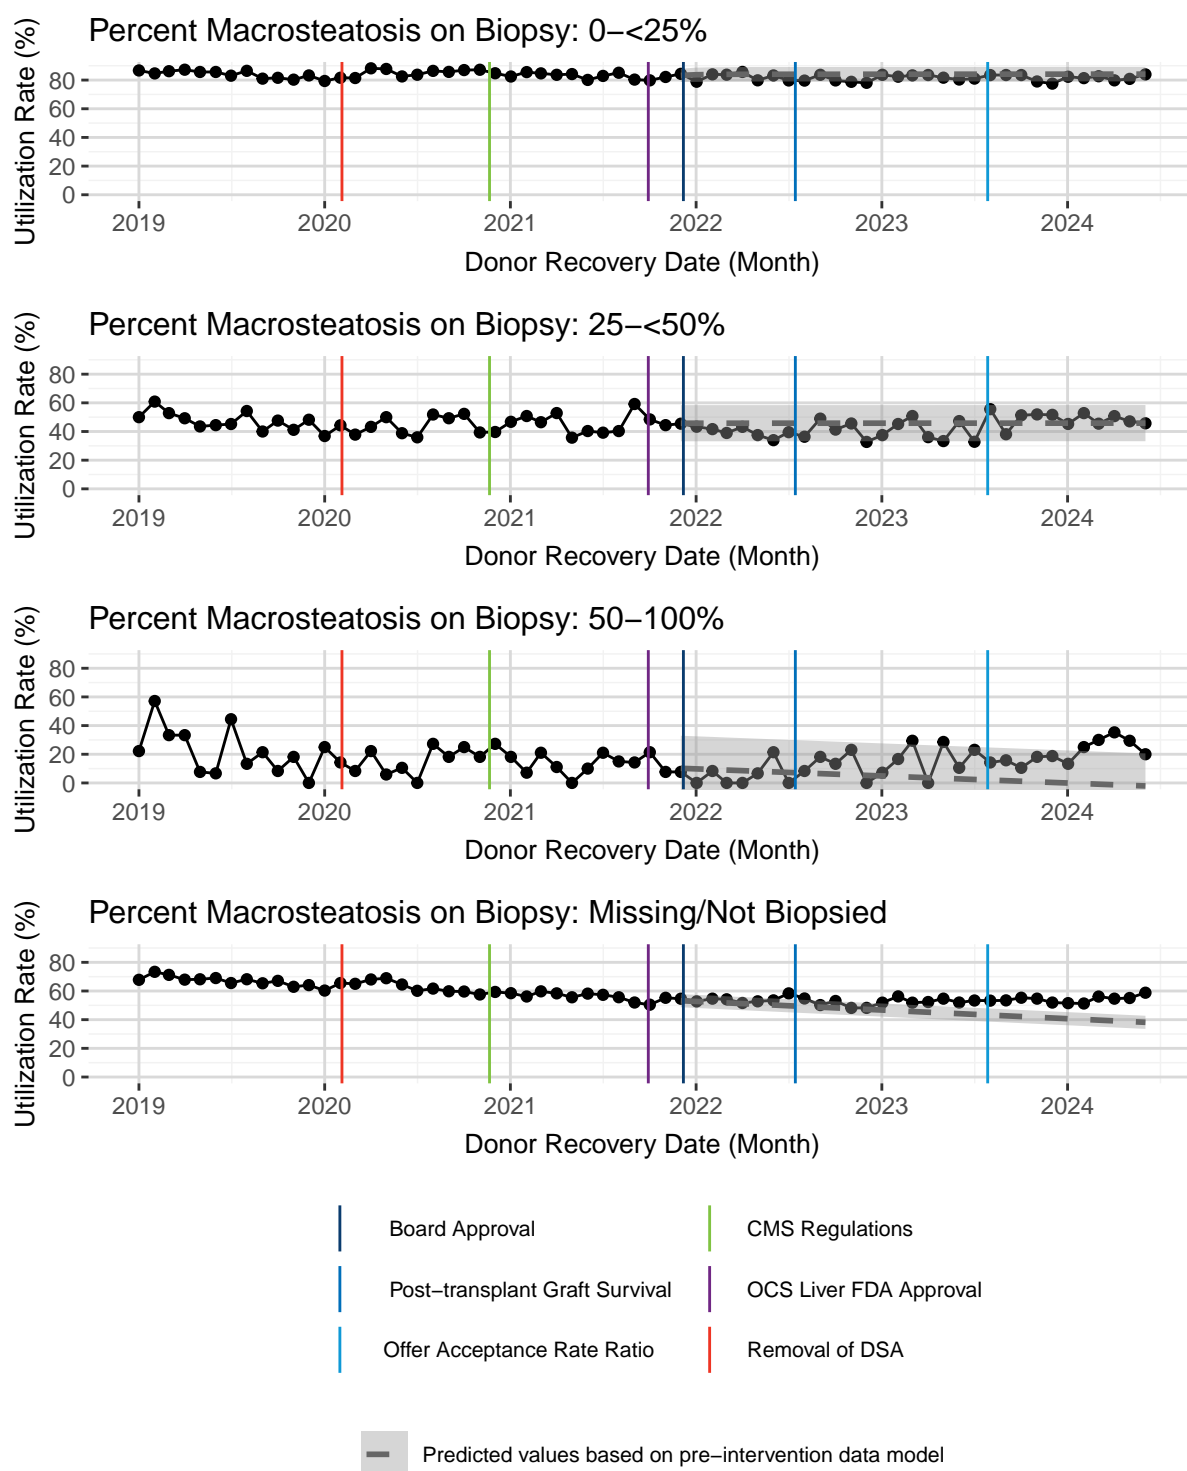 Percent Macrosteatosis on Biopsy: 0−<25%
Utilization Rate (%)
80
60
40
20
0
2019 2020 2021 2022 2023 2024
Donor Recovery Date (Month)
Percent Macrosteatosis on Biopsy: 25−<50%
Utilization Rate (%)
80
60
40
20
0
2019 2020 2021 2022 2023 2024
Donor Recovery Date (Month)
Percent Macrosteatosis on Biopsy: 50−100%
Utilization Rate (%)
80
60
40
20
0
2019 2020 2021 2022 2023 2024
Donor Recovery Date (Month)
Percent Macrosteatosis on Biopsy: Missing/Not Biopsied
Utilization Rate (%)
80
60
40
20
0
2019 2020 2021 2022 2023 2024
Donor Recovery Date (Month)
Board Approval
CMS Regulations
Post−transplant Graft Survival
OCS Liver FDA Approval
Offer Acceptance Rate Ratio
Removal of DSA
Predicted values based on pre−intervention data model